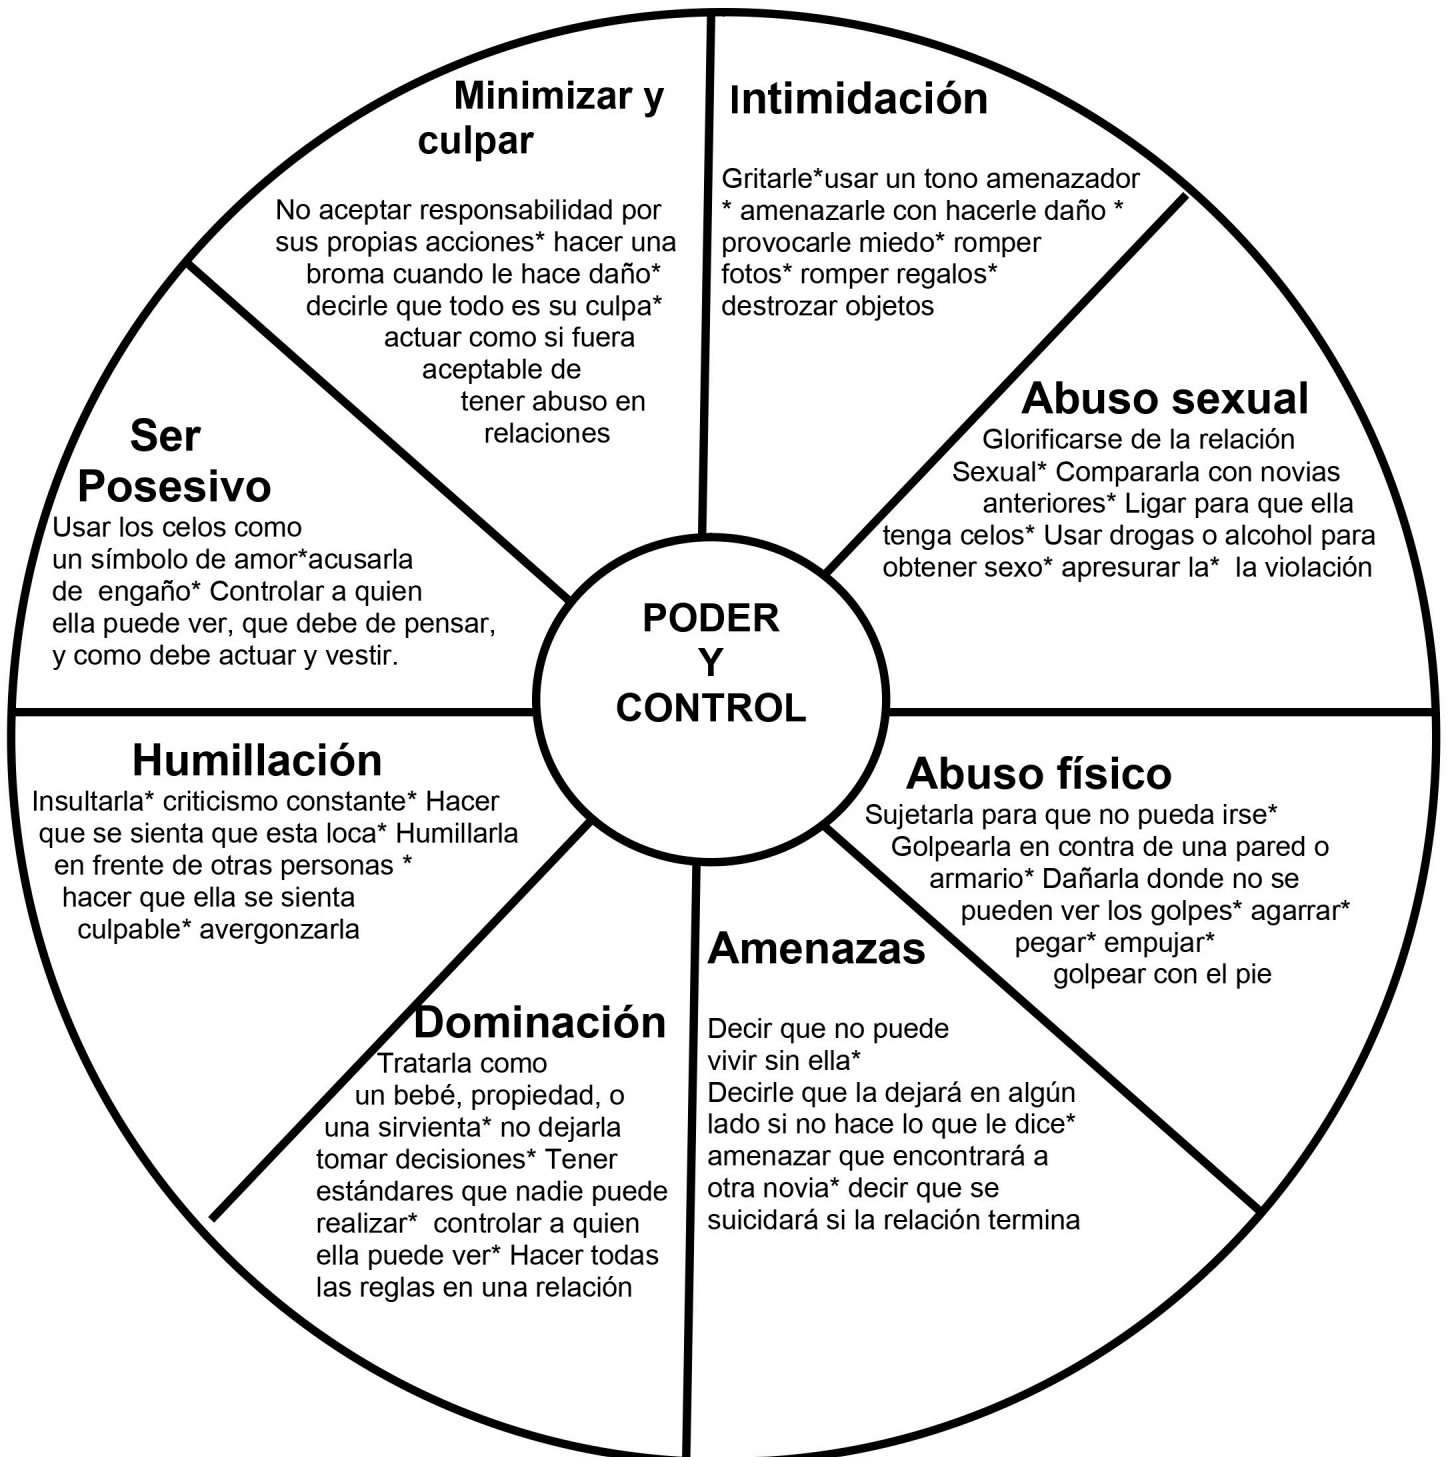 Minimizar y
culpar
No aceptar responsabilidad por
sus propias acciones* hacer una
broma cuando le hace daño*
decirle que todo es su culpa*
actuar como si fuera
aceptable de
tener abuso en
relaciones
Intimidación
Gritarle*usar un tono amenazador
* amenazarle con hacerle daño *
provocarle miedo* romper
fotos* romper regalos*
destrozar objetos
Abuso sexual
Glorificarse de la relación
Sexual* Compararla con novias
anteriores* Ligar para que ella
tenga celos* Usar drogas o alcohol para
obtener sexo* apresurar la* la violación
Ser
Posesivo
Usar los celos como
un símbolo de amor*acusarla
de engaño* Controlar a quien
ella puede ver, que debe de pensar,
y como debe actuar y vestir.
PODER
Y
CONTROL
Humillación
Insultarla* criticismo constante* Hacer
que se sienta que esta loca* Humillarla
en frente de otras personas *
hacer que ella se sienta
culpable* avergonzarla
Abuso físico
Sujetarla para que no pueda irse*
Golpearla en contra de una pared o
armario* Dañarla donde no se
pueden ver los golpes* agarrar*
pegar* empujar*
golpear con el pie
Dominación
Tratarla como
un bebé, propiedad, o
una sirvienta* no dejarla
tomar decisiones* Tener
estándares que nadie puede
realizar* controlar a quien
ella puede ver* Hacer todas
las reglas en una relación
Amenazas
Decir que no puede
vivir sin ella*
Decirle que la dejará en algún
lado si no hace lo que le dice*
amenazar que encontrará a
otra novia* decir que se
suicidará si la relación termina